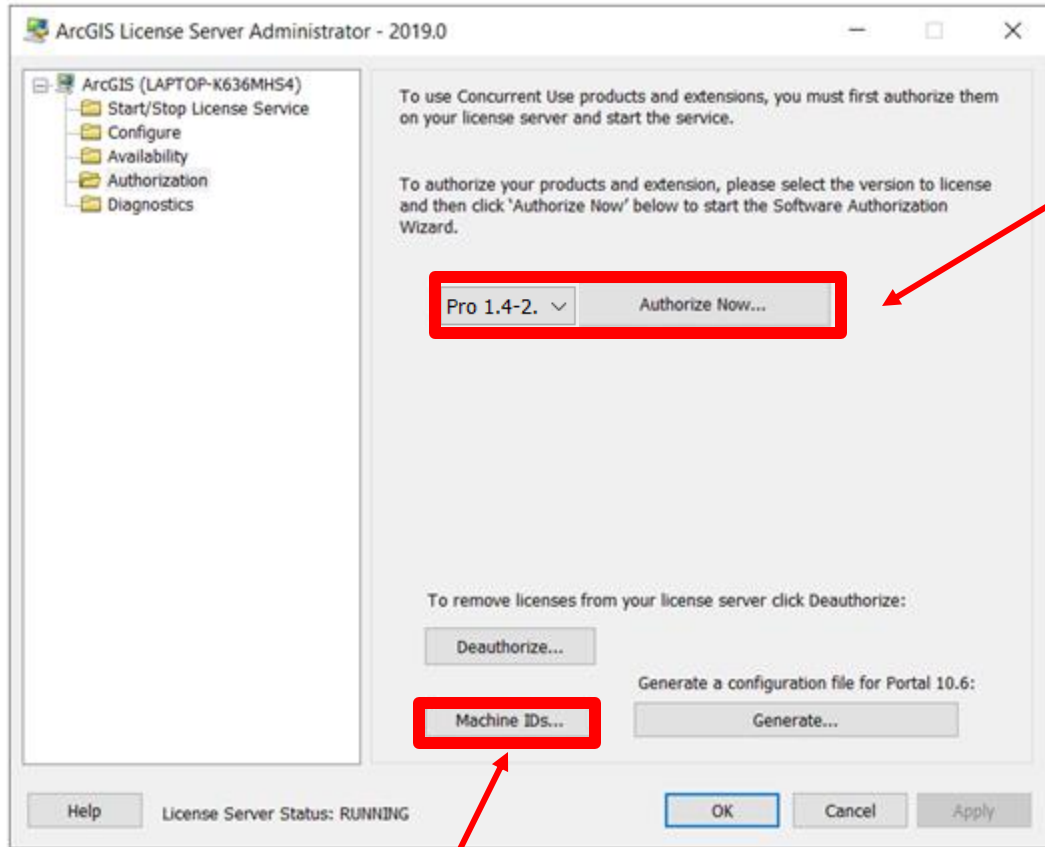 ArcGIS License Server Administrator - 2019.0
ArcGIS (LAPTOP-K636MHS4)
Start/Stop License Service
Configure
Availability
Authorization
Diagnostics
To use Concurrent Use products and extensions, you must first authorize them
on your license server and start the service.
To authorize your products and extension, please select the version to license
and then click 'Authorize Now' below to start the Software Authorization
Wizard.
Pro 1.4-2. Authorize Now...
To remove licenses from your license server click Deauthorize:
Deauthorize...
Generate a configuration file for Portal 10.6:
Machine IDs... Generate...
Help License Server Status: RUNNING OK Cancel Apply